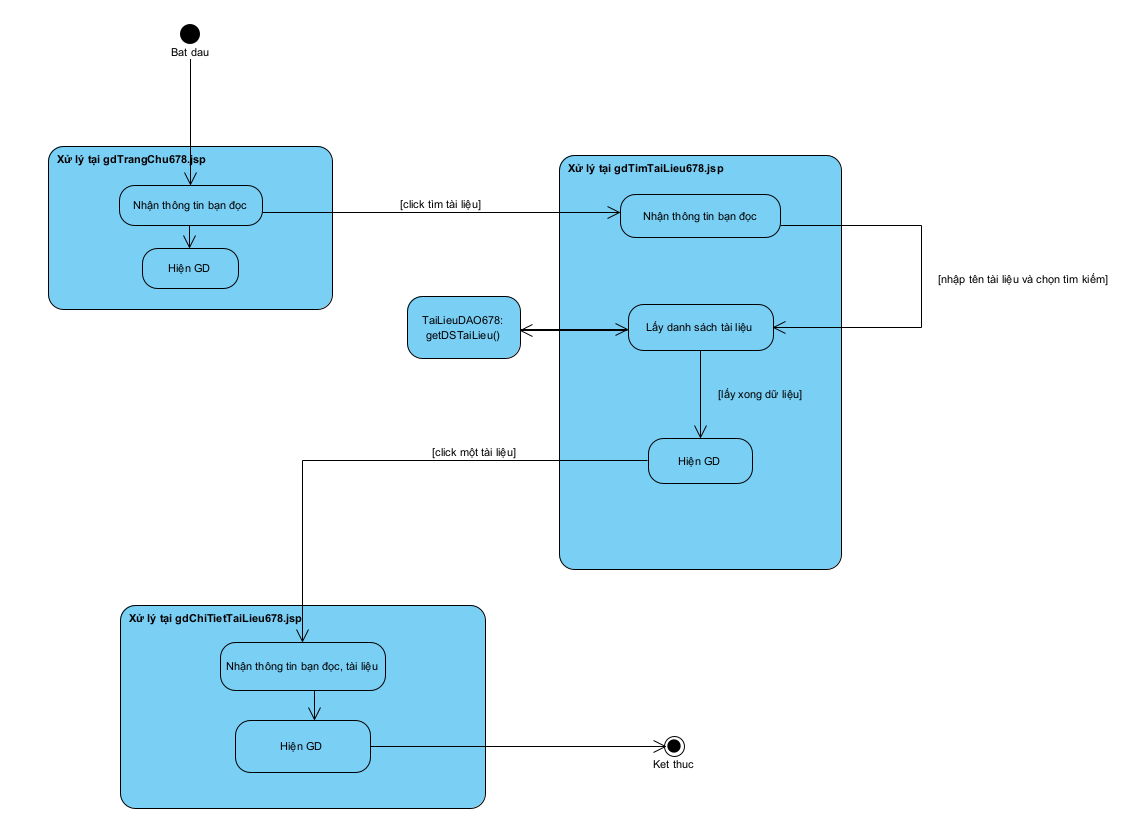 Bat dau
Xử lý tại gdTrangChu678.jsp
Nhận thông tin bạn đọc
Hiện GD
[click tìm tài liệu]
Xử lý tại gdTimTaiLieu678.jsp
Nhận thông tin bạn đọc
[nhập tên tài liệu và chọn tìm kiếm]
TaiLieuDAO678:
getDSTaiLieu()
Lấy danh sách tài liệu
[lấy xong dữ liệu]
Hiện GD
[click một tài liệu]
Xử lý tại gdChiTietTaiLieu678.jsp
Nhận thông tin bạn đọc, tài liệu
Hiện GD
Ket thuc